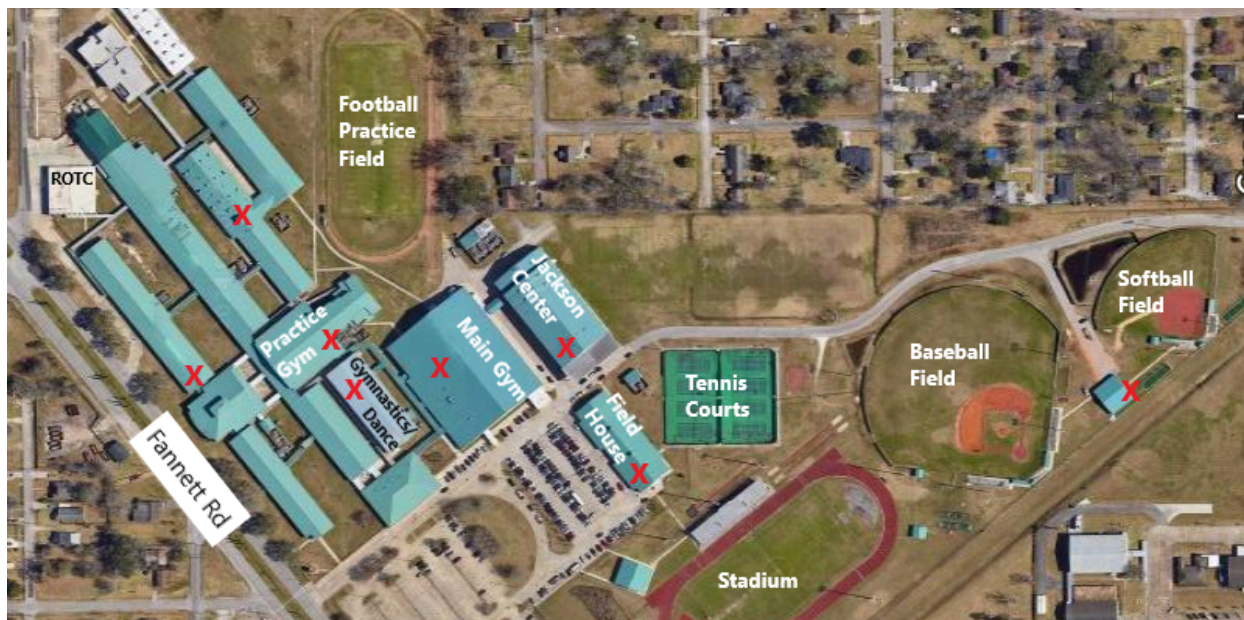 Football
Practice
Field
ROTC
X
Jackson
Center
X
Softball
Field
Practice
Gym
X
Main Gym
X
Baseball
Field
X
Gymnastics/
Dance
X
Tennis
Courts
X
Field
House
X
Fannett Rd
Stadium